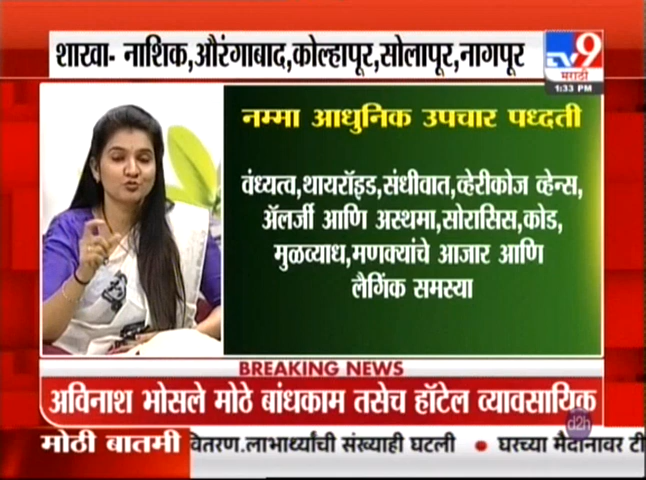 शाखा- नाशिक,औरंगाबाद,कोल्हापूर,सोलापूर,नागपूर
TV9
मराठी
1:33 PM
नम्मा आधुनिक उपचार पध्दती
वंध्यत्व,थायरॉइड,संधीवात,व्हेरीकोज व्हेन्स,
ॲलर्जी आणि अस्थमा,सोरासिस,कोड,
मुळव्याध,मणक्यांचे आजार आणि
लैगिंक समस्या
BREAKING NEWS
अविनाश भोसले मोठे बांधकाम तसेच हॉटेल व्यावसायिक
d2h
मोठी बातमी वितरण.लाभार्थ्यांची संख्याही घटली • घरच्या मैदानावर टी